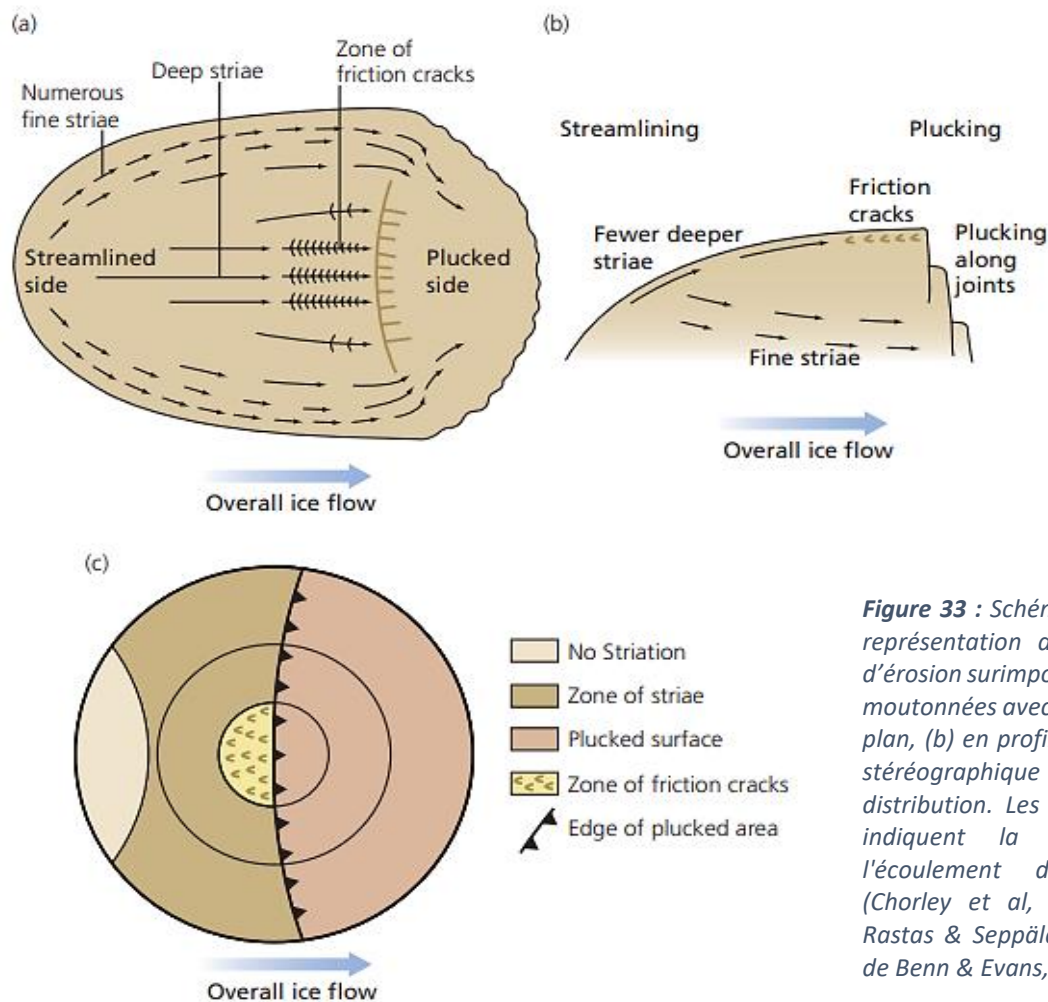 (a)
Deep striae
Zone of
friction cracks
Numerous
fine striae
Streamlined
side
Plucked
side
Overall ice flow
(b)
Streamlining
Plucking
Friction
cracks
Fewer deeper
striae
Plucking
along
joints
Fine striae
Overall ice flow
(c)
No Striation
Zone of striae
Plucked surface
Zone of friction cracks
Edge of plucked area
Overall ice flow
Figure 33 : Schér
représentation d
d'érosion surimpo
moutonnées avec
plan, (b) en profi
stéréographique
distribution. Les
indiquent la
l'écoulement d
(Chorley et al,
Rastas & Seppäl
de Benn & Evans,